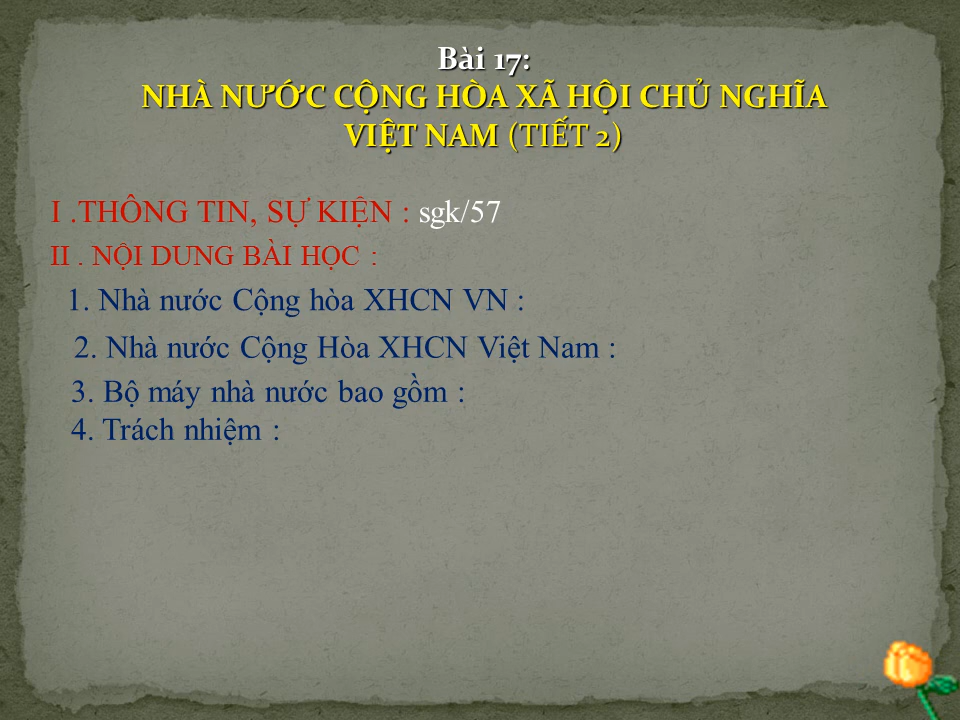 Bài 17:
NHÀ NƯỚC CỘNG HÒA XÃ HỘI CHỦ NGHĨA
VIỆT NAM (TIẾT 2)
I .THÔNG TIN, SỰ KIỆN : sgk/57
II . NỘI DUNG BÀI HỌC :
1. Nhà nước Cộng hòa XHCN VN :
2. Nhà nước Cộng Hòa XHCN Việt Nam :
3. Bộ máy nhà nước bao gồm :
4. Trách nhiệm :